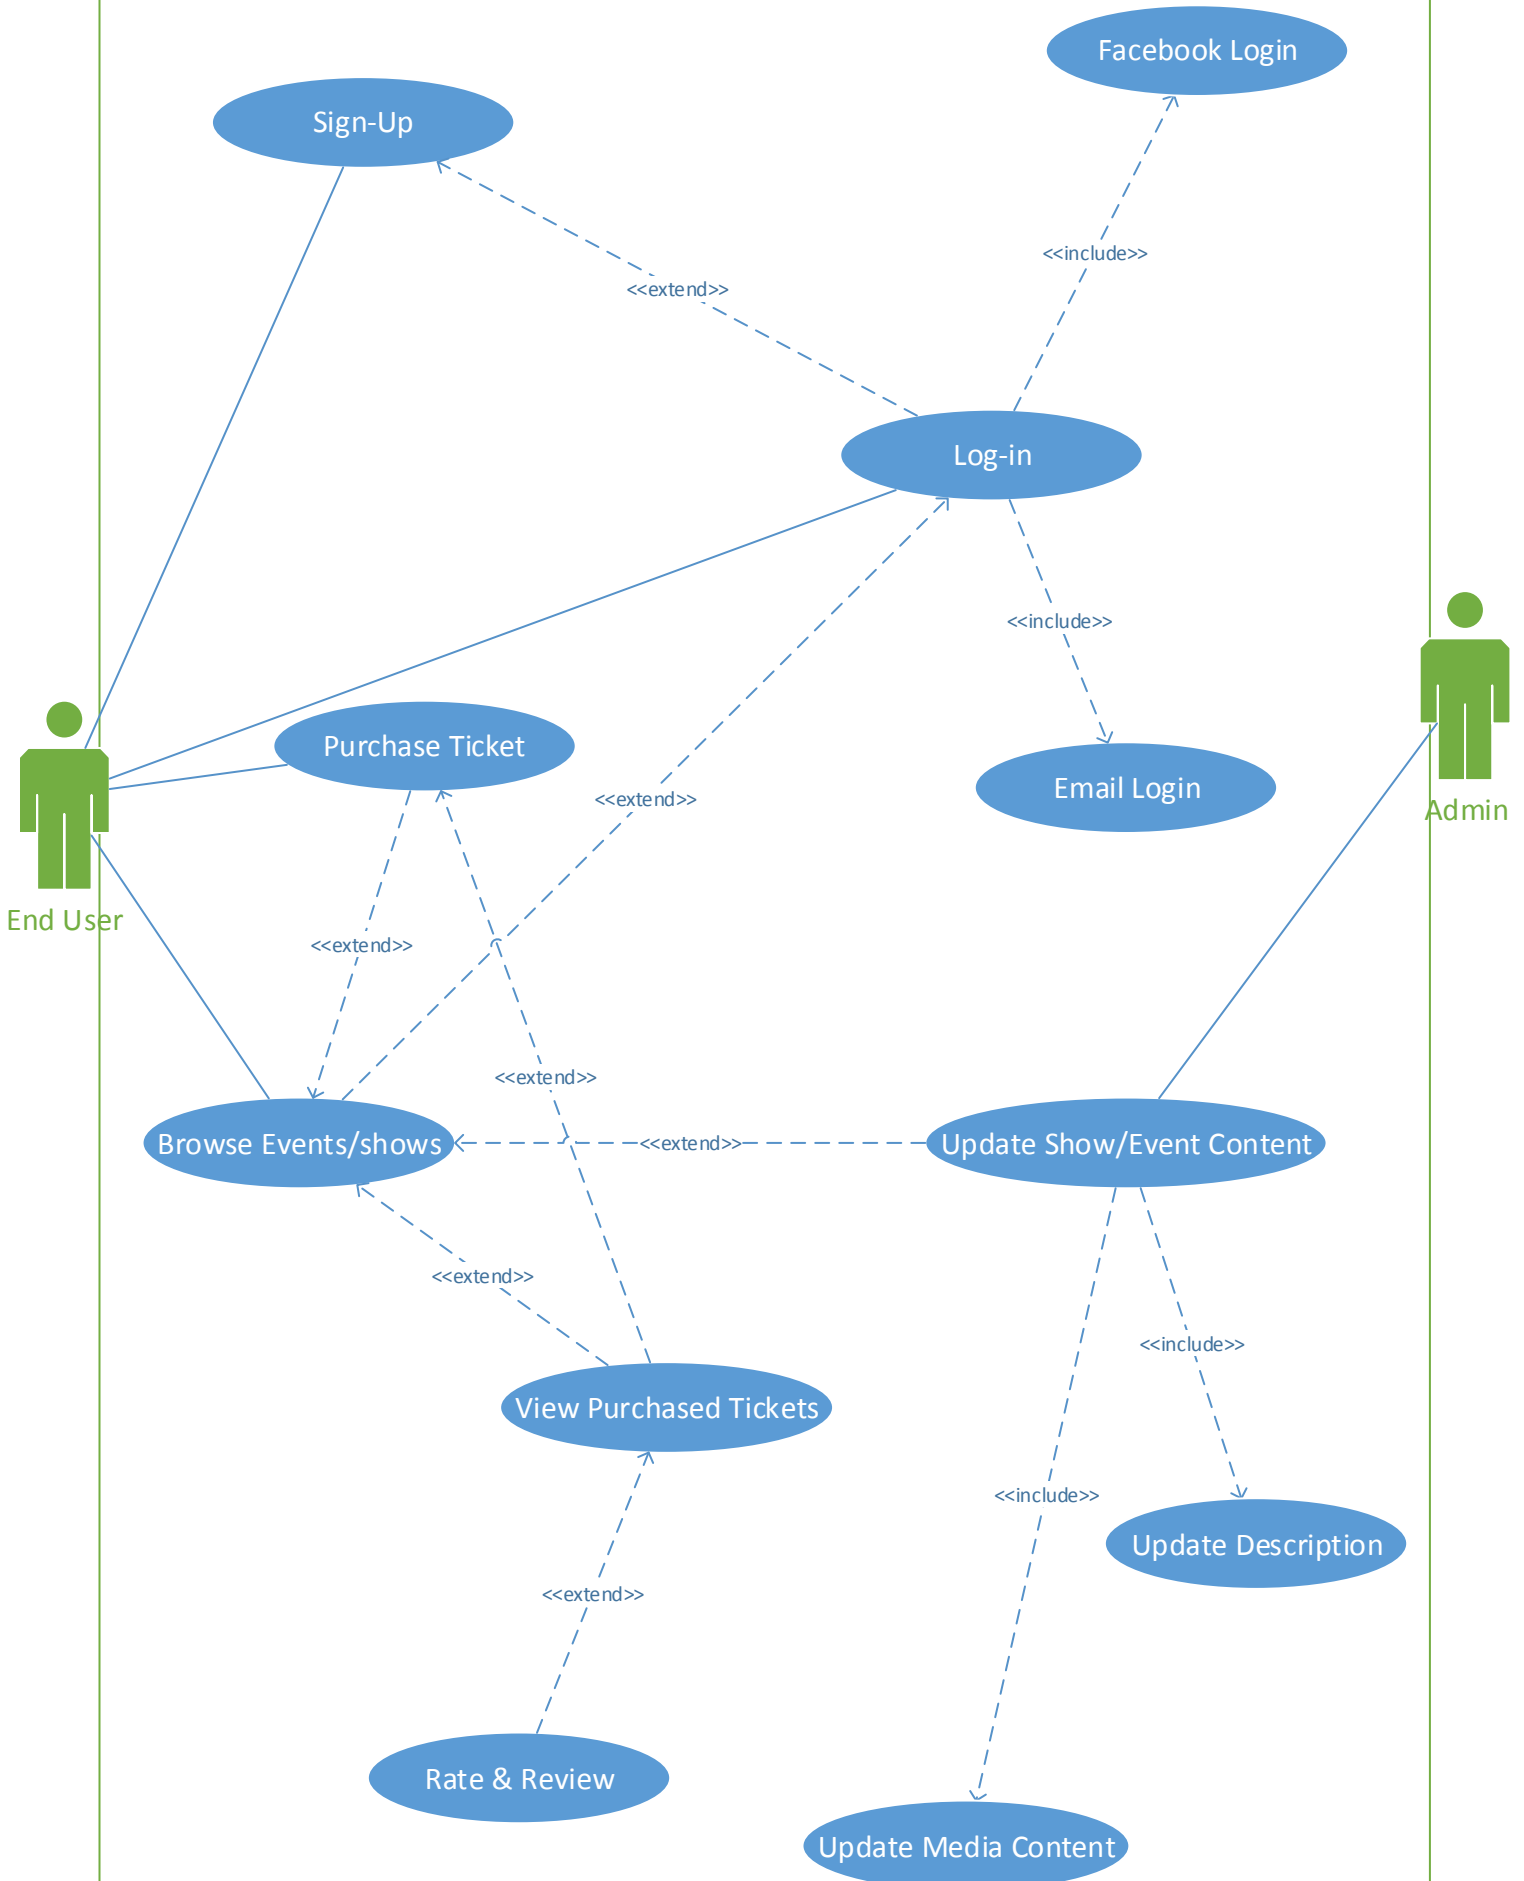 Facebook Login
Sign-Up
<<include>>
<<extend>>
Log-in
<<include>>
Purchase Ticket
Email Login
<<extend>>
Admin
End User
<<extend>>
<<extend>>
Browse Events/shows
<<extend>>
Update Show/Event Content
<<extend>>
<<include>>
View Purchased Tickets
<<include>>
Update Description
<<extend>>
Rate & Review
Update Media Content